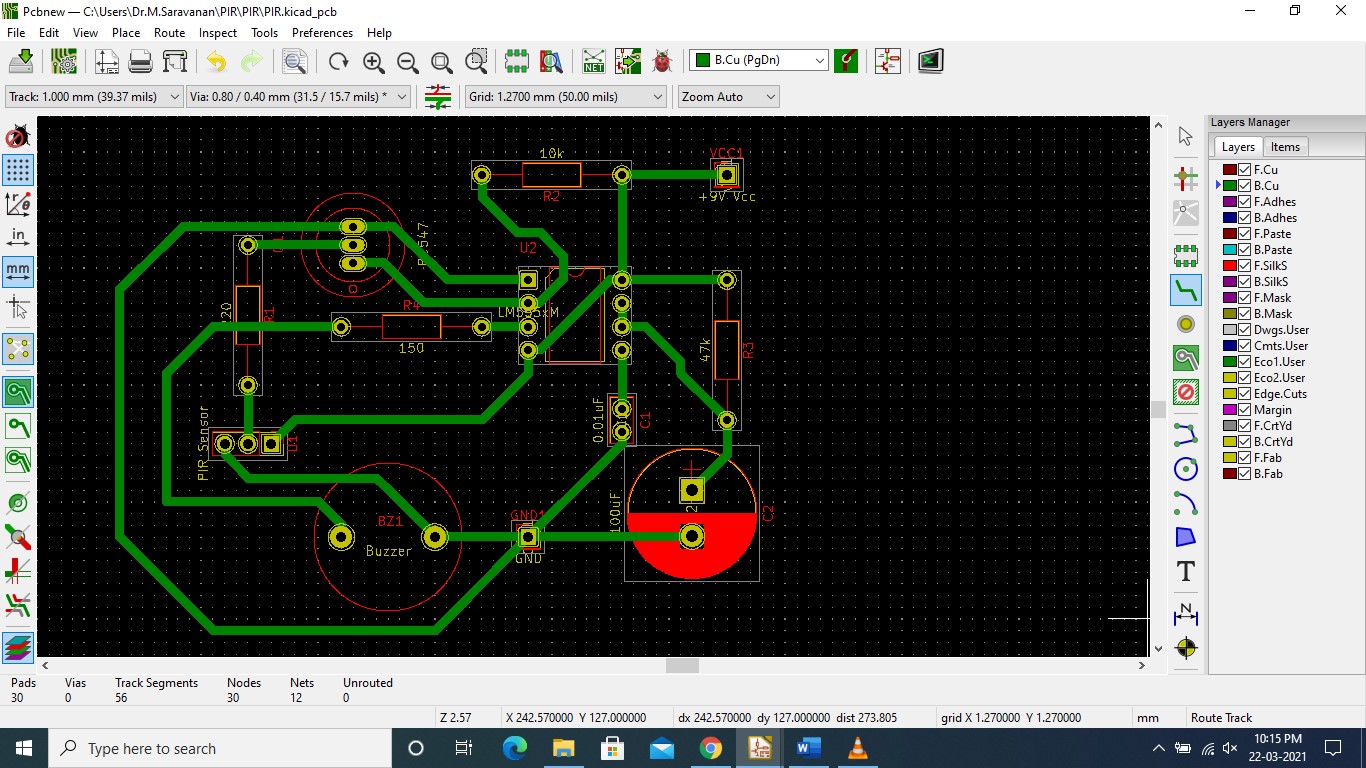 Pcbnew — C:\Users\Dr.M.Saravanan\PIR\PIR\PIR.kicad_pcb
File Edit View Place Route Inspect Tools Preferences Help
NET
B.Cu (PgDn)
Track: 1.000 mm (39.37 mils)
Via: 0.80 / 0.40 mm (31.5 / 15.7 mils) *
Grid: 1.2700 mm (50.00 mils)
Zoom Auto
in
mm
10k
R2
VCC1
+9V Vcc
U2
R4
LM555xM
150
R1
47k
R3
0.01uF
C1
PIR Sensor
U1
BZ1
Buzzer
GND1
GND
100uF
2
C2
T
N
Layers Manager
Layers Items
F.Cu
B.Cu
F.Adhes
B.Adhes
F.Paste
B.Paste
F.SilkS
B.SilkS
F.Mask
B.Mask
Dwgs.User
Cmts.User
Eco1.User
Eco2.User
Edge.Cuts
Margin
F.CrtYd
B.CrtYd
F.Fab
B.Fab
Pads Vias Track Segments Nodes Nets Unrouted
30 0 56 30 12 0
Z 2.57 X 242.570000 Y 127.000000 dx 242.570000 dy 127.000000 dist 273.805 grid X 1.270000 Y 1.270000 mm Route Track
Type here to search
10:15 PM
22-03-2021